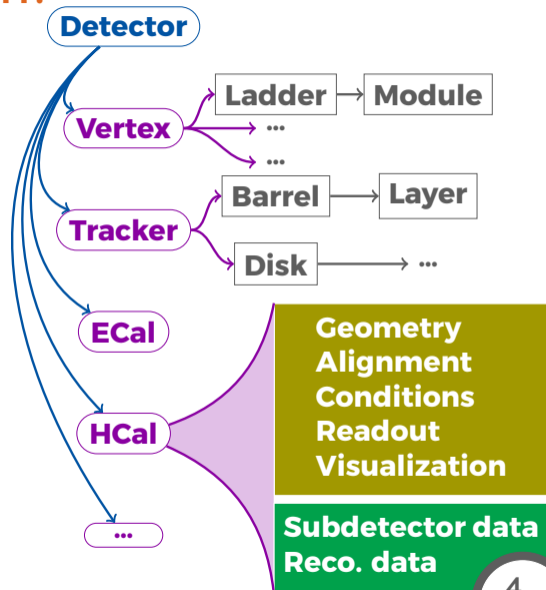 Detector
Ladder
Module
Vertex
...
...
Barrel
Layer
Tracker
Disk
...
ECal
Geometry
Alignment
Conditions
Readout
Visualization
HCal
Subdetector data
Reco. data
...
4